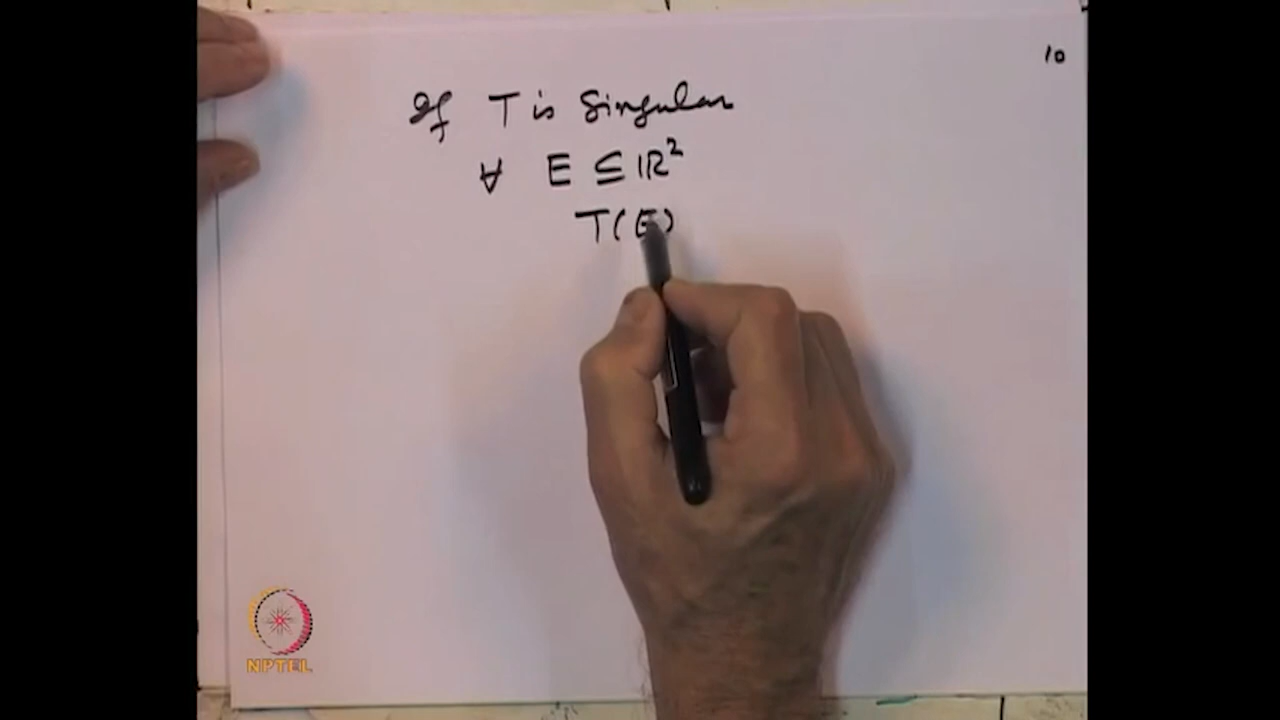 10
If T is Singular
∀ E ⊆ ℝ²
T(E)
NPTEL